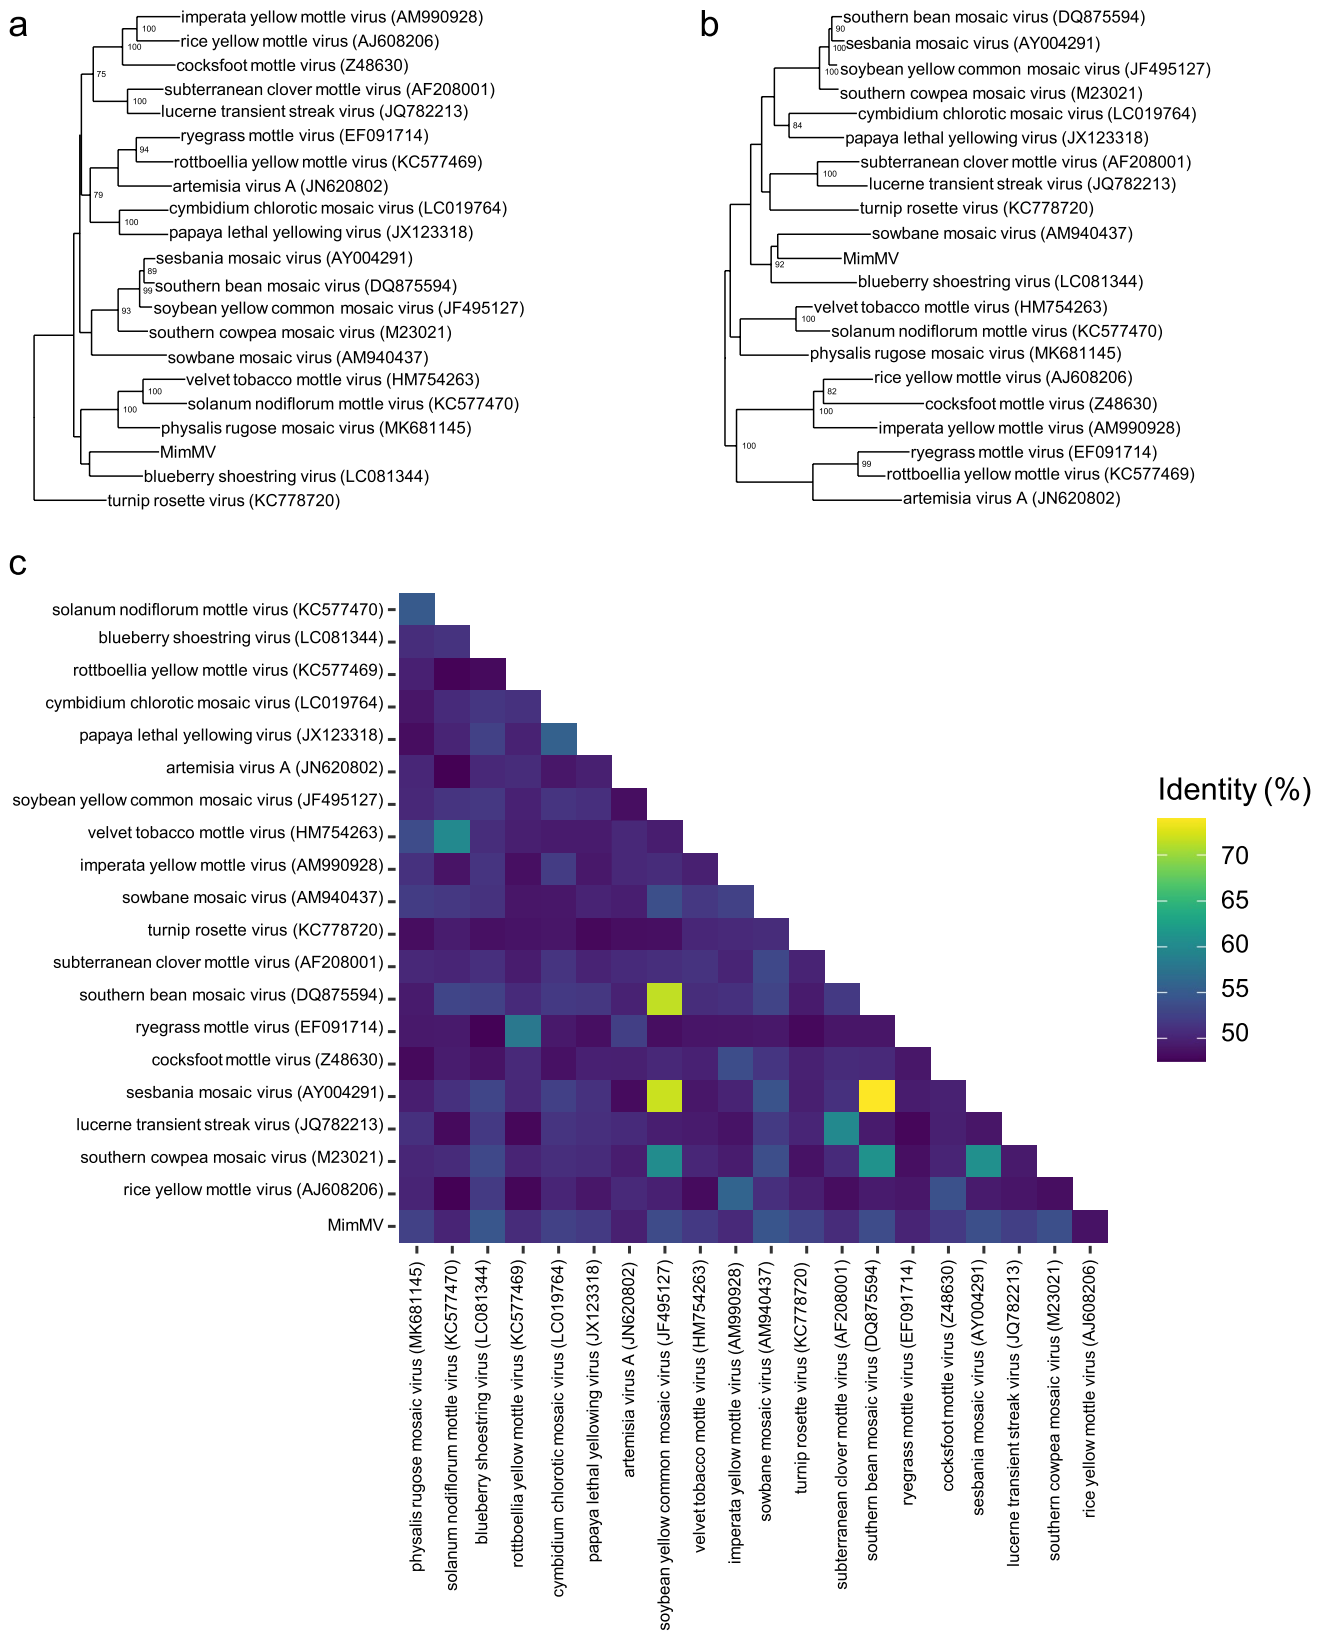 a
imperata yellow mottle virus (AM990928)
100
rice yellow mottle virus (AJ608206)
100
cocksfoot mottle virus (Z48630)
75
subterranean clover mottle virus (AF208001)
100
lucerne transient streak virus (JQ782213)
ryegrass mottle virus (EF091714)
94
rottboellia yellow mottle virus (KC577469)
artemisia virus A (JN620802)
79
cymbidium chlorotic mosaic virus (LC019764)
100
papaya lethal yellowing virus (JX123318)
sesbania mosaic virus (AY004291)
89
southern bean mosaic virus (DQ875594)
99
soybean yellow common mosaic virus (JF495127)
93
southern cowpea mosaic virus (M23021)
sowbane mosaic virus (AM940437)
velvet tobacco mottle virus (HM754263)
100
solanum nodiflorum mottle virus (KC577470)
100
physalis rugose mosaic virus (MK681145)
MimMV
blueberry shoestring virus (LC081344)
turnip rosette virus (KC778720)
b
southern bean mosaic virus (DQ875594)
90
sesbania mosaic virus (AY004291)
100
soybean yellow common mosaic virus (JF495127)
100
southern cowpea mosaic virus (M23021)
cymbidium chlorotic mosaic virus (LC019764)
84
papaya lethal yellowing virus (JX123318)
subterranean clover mottle virus (AF208001)
100
lucerne transient streak virus (JQ782213)
turnip rosette virus (KC778720)
sowbane mosaic virus (AM940437)
MimMV
92
blueberry shoestring virus (LC081344)
velvet tobacco mottle virus (HM754263)
100
solanum nodiflorum mottle virus (KC577470)
physalis rugose mosaic virus (MK681145)
rice yellow mottle virus (AJ608206)
82
cocksfoot mottle virus (Z48630)
100
imperata yellow mottle virus (AM990928)
100
ryegrass mottle virus (EF091714)
99
rottboellia yellow mottle virus (KC577469)
artemisia virus A (JN620802)
c
solanum nodiflorum mottle virus (KC577470)
blueberry shoestring virus (LC081344)
rottboellia yellow mottle virus (KC577469)
cymbidium chlorotic mosaic virus (LC019764)
papaya lethal yellowing virus (JX123318)
artemisia virus A (JN620802)
soybean yellow common mosaic virus (JF495127)
velvet tobacco mottle virus (HM754263)
imperata yellow mottle virus (AM990928)
sowbane mosaic virus (AM940437)
turnip rosette virus (KC778720)
subterranean clover mottle virus (AF208001)
southern bean mosaic virus (DQ875594)
ryegrass mottle virus (EF091714)
cocksfoot mottle virus (Z48630)
sesbania mosaic virus (AY004291)
lucerne transient streak virus (JQ782213)
southern cowpea mosaic virus (M23021)
rice yellow mottle virus (AJ608206)
MimMV
physalis rugose mosaic virus (MK681145)
solanum nodiflorum mottle virus (KC577470)
blueberry shoestring virus (LC081344)
rottboellia yellow mottle virus (KC577469)
cymbidium chlorotic mosaic virus (LC019764)
papaya lethal yellowing virus (JX123318)
artemisia virus A (JN620802)
soybean yellow common mosaic virus (JF495127)
velvet tobacco mottle virus (HM754263)
imperata yellow mottle virus (AM990928)
sowbane mosaic virus (AM940437)
turnip rosette virus (KC778720)
subterranean clover mottle virus (AF208001)
southern bean mosaic virus (DQ875594)
ryegrass mottle virus (EF091714)
cocksfoot mottle virus (Z48630)
sesbania mosaic virus (AY004291)
lucerne transient streak virus (JQ782213)
southern cowpea mosaic virus (M23021)
rice yellow mottle virus (AJ608206)
Identity (%)
70
65
60
55
50